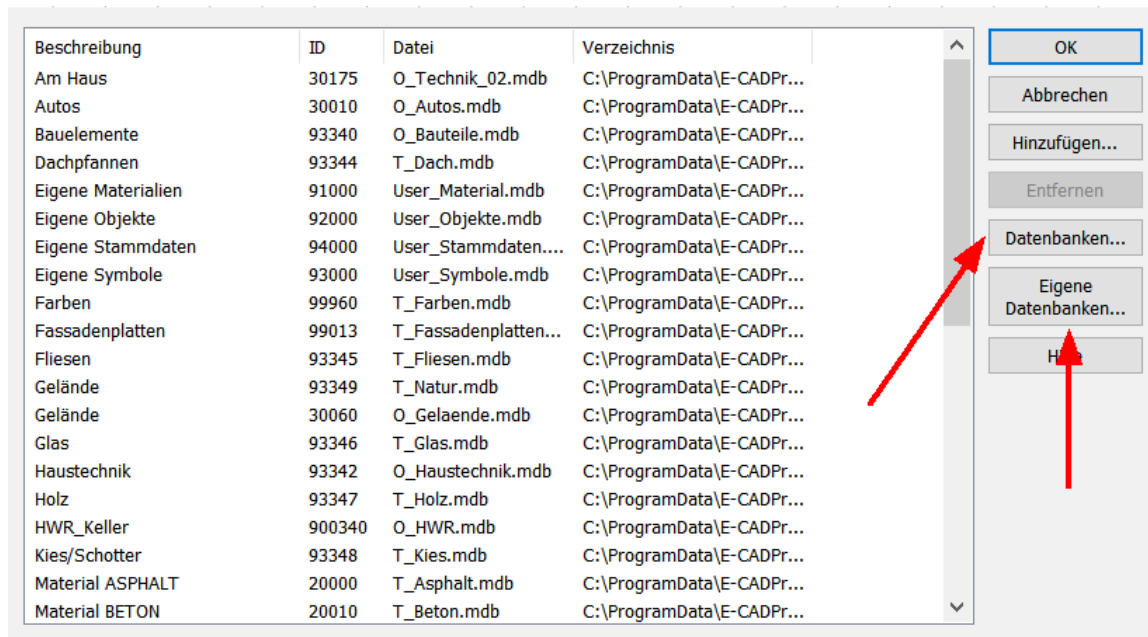 Beschreibung ID Datei Verzeichnis
Am Haus 30175 O_Technik_02.mdb C:\ProgramData\E-CADPr...
Autos 30010 O_Autos.mdb C:\ProgramData\E-CADPr...
Bauelemente 93340 O_Bauteile.mdb C:\ProgramData\E-CADPr...
Dachpfannen 93344 T_Dach.mdb C:\ProgramData\E-CADPr...
Eigene Materialien 91000 User_Material.mdb C:\ProgramData\E-CADPr...
Eigene Objekte 92000 User_Objekte.mdb C:\ProgramData\E-CADPr...
Eigene Stammdaten 94000 User_Stammdaten.... C:\ProgramData\E-CADPr...
Eigene Symbole 93000 User_Symbole.mdb C:\ProgramData\E-CADPr...
Farben 99960 T_Farben.mdb C:\ProgramData\E-CADPr...
Fassadenplatten 99013 T_Fassadenplatten... C:\ProgramData\E-CADPr...
Fliesen 93345 T_Fliesen.mdb C:\ProgramData\E-CADPr...
Gelände 93349 T_Natur.mdb C:\ProgramData\E-CADPr...
Gelände 30060 O_Gelaende.mdb C:\ProgramData\E-CADPr...
Glas 93346 T_Glas.mdb C:\ProgramData\E-CADPr...
Haustechnik 93342 O_Haustechnik.mdb C:\ProgramData\E-CADPr...
Holz 93347 T_Holz.mdb C:\ProgramData\E-CADPr...
HWR_Keller 900340 O_HWR.mdb C:\ProgramData\E-CADPr...
Kies/Schotter 93348 T_Kies.mdb C:\ProgramData\E-CADPr...
Material ASPHALT 20000 T_Asphalt.mdb C:\ProgramData\E-CADPr...
Material BETON 20010 T_Beton.mdb C:\ProgramData\E-CADPr...
OK
Abbrechen
Hinzufügen...
Entfernen
Datenbanken...
Eigene
Datenbanken...